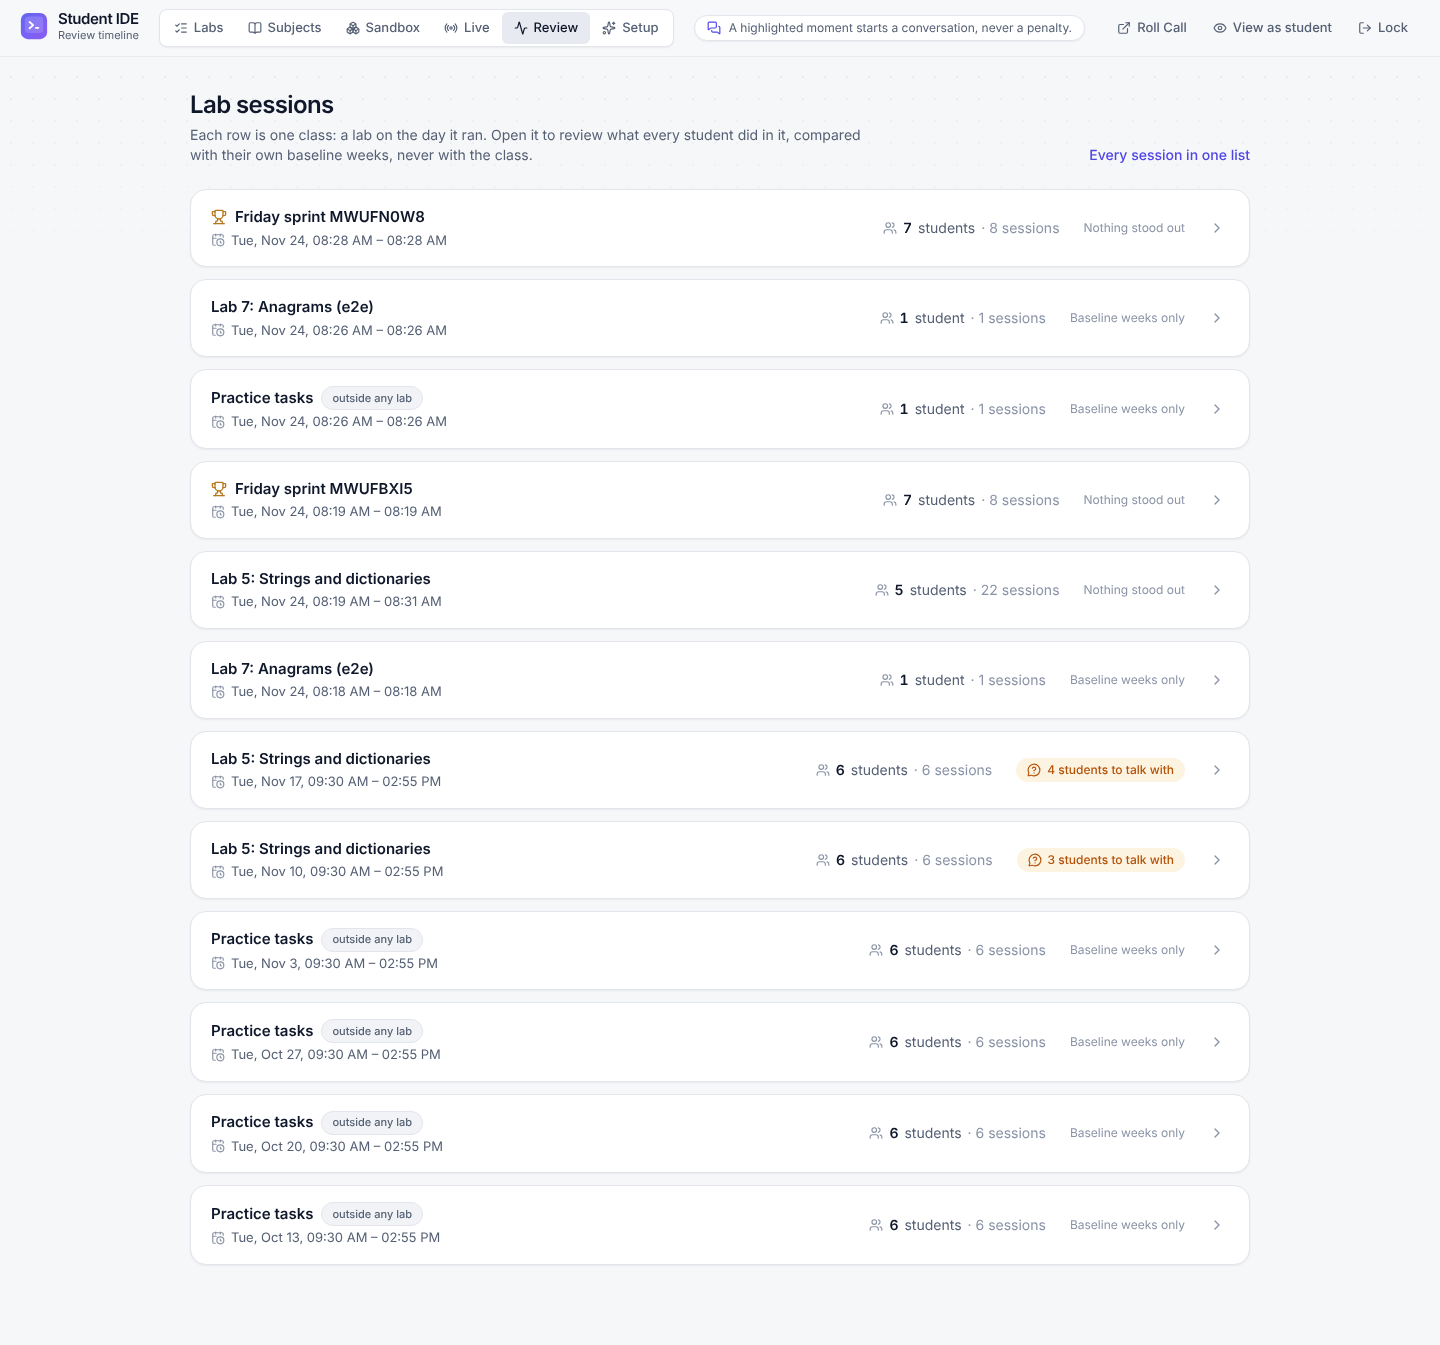 Student IDE
Review timeline
Labs
Subjects
Sandbox
Live
Review
Setup
A highlighted moment starts a conversation, never a penalty.
Roll Call
View as student
Lock
Lab sessions
Each row is one class: a lab on the day it ran. Open it to review what every student did in it, compared
with their own baseline weeks, never with the class.
Every session in one list
Friday sprint MWUFN0W8
Tue, Nov 24, 08:28 AM – 08:28 AM
7 students · 8 sessions
Nothing stood out
Lab 7: Anagrams (e2e)
Tue, Nov 24, 08:26 AM – 08:26 AM
1 student · 1 sessions
Baseline weeks only
Practice tasks
outside any lab
Tue, Nov 24, 08:26 AM – 08:26 AM
1 student · 1 sessions
Baseline weeks only
Friday sprint MWUFBXI5
Tue, Nov 24, 08:19 AM – 08:19 AM
7 students · 8 sessions
Nothing stood out
Lab 5: Strings and dictionaries
Tue, Nov 24, 08:19 AM – 08:31 AM
5 students · 22 sessions
Nothing stood out
Lab 7: Anagrams (e2e)
Tue, Nov 24, 08:18 AM – 08:18 AM
1 student · 1 sessions
Baseline weeks only
Lab 5: Strings and dictionaries
Tue, Nov 17, 09:30 AM – 02:55 PM
6 students · 6 sessions
4 students to talk with
Lab 5: Strings and dictionaries
Tue, Nov 10, 09:30 AM – 02:55 PM
6 students · 6 sessions
3 students to talk with
Practice tasks
outside any lab
Tue, Nov 3, 09:30 AM – 02:55 PM
6 students · 6 sessions
Baseline weeks only
Practice tasks
outside any lab
Tue, Oct 27, 09:30 AM – 02:55 PM
6 students · 6 sessions
Baseline weeks only
Practice tasks
outside any lab
Tue, Oct 20, 09:30 AM – 02:55 PM
6 students · 6 sessions
Baseline weeks only
Practice tasks
outside any lab
Tue, Oct 13, 09:30 AM – 02:55 PM
6 students · 6 sessions
Baseline weeks only